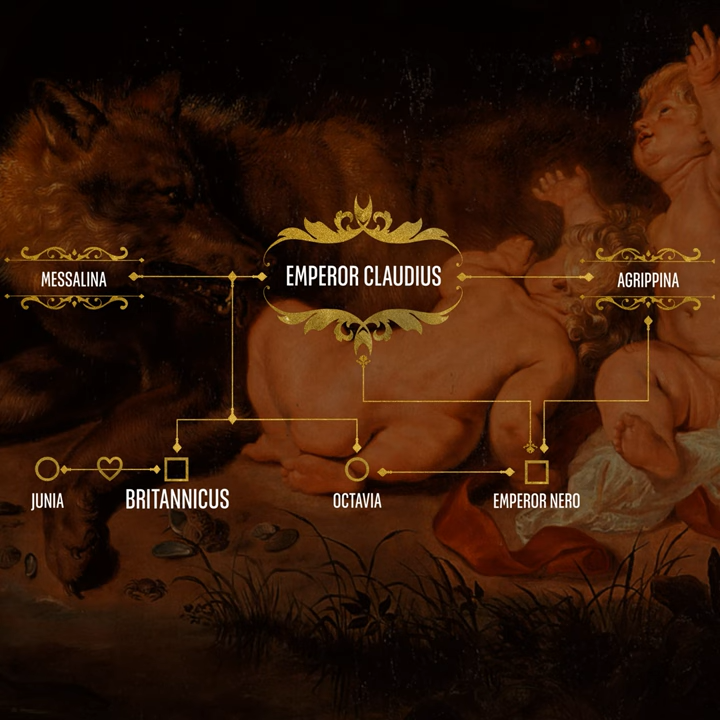 MESSALINA
EMPEROR CLAUDIUS
AGRIPPINA
JUNIA
BRITANNICUS
OCTAVIA
EMPEROR NERO